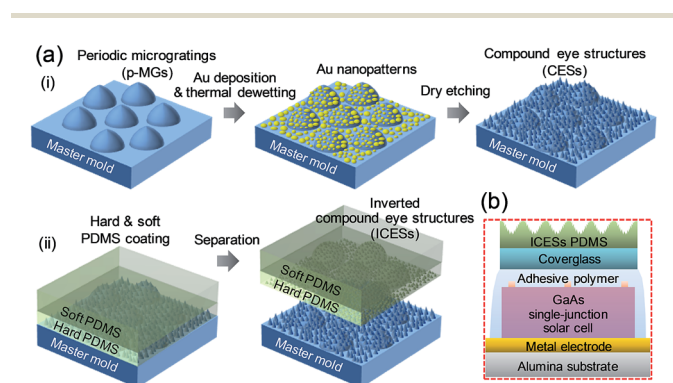 (a)
Periodic microgratings
(p-MGs)
(i)
Au deposition
& thermal dewetting
Au nanopatterns
Dry etching
Compound eye structures
(CESs)
Master mold
Master mold
Master mold
(ii)
Hard & soft
PDMS coating
Separation
Inverted
compound eye structures
(ICESs)
Soft PDMS
Hard PDMS
Master mold
Soft PDMS
Hard PDMS
Master mold
(b)
ICESs PDMS
Coverglass
Adhesive polymer
GaAs
single-junction
solar cell
Metal electrode
Alumina substrate